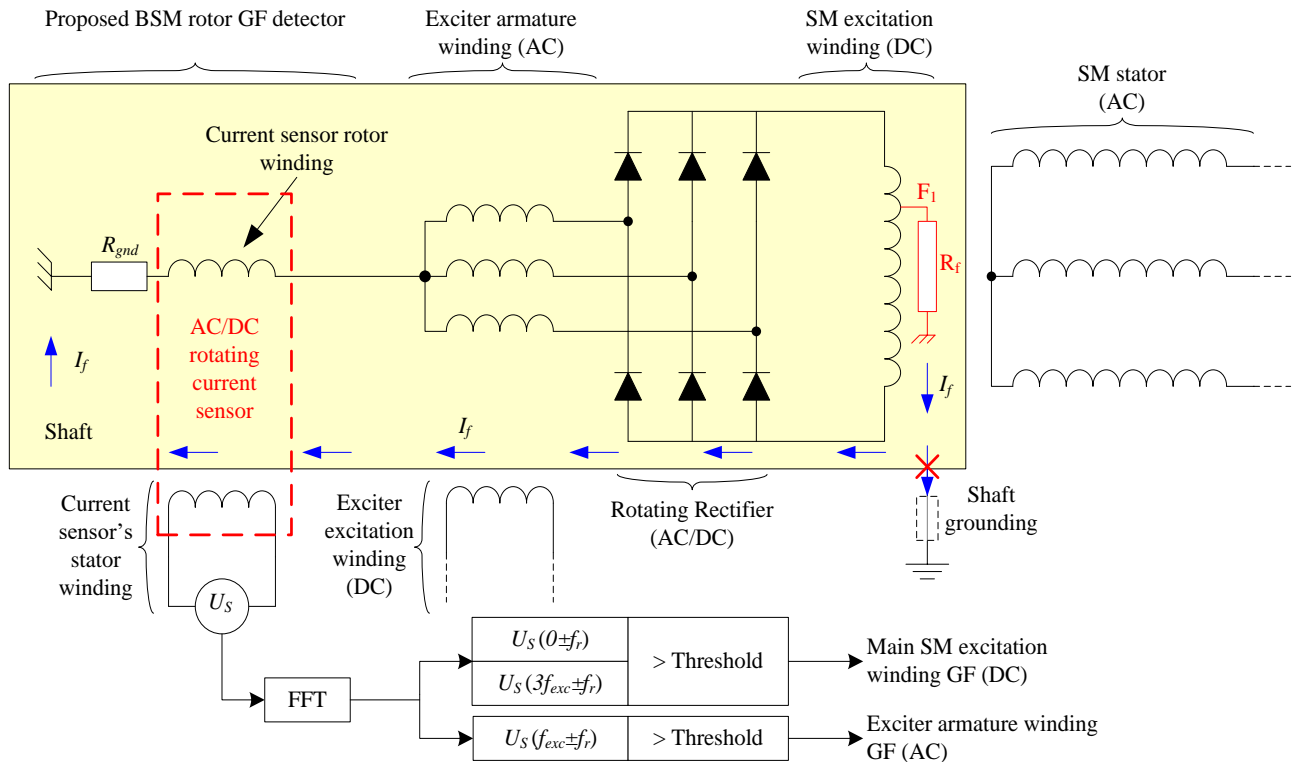 Proposed BSM rotor GF detector
Exciter armature
winding (AC)
SM excitation
winding (DC)
SM stator
(AC)
Current sensor rotor
winding
R_gnd
F_1
R_f
AC/DC
rotating
current
sensor
I_f
Shaft
I_f
I_f
Current
sensor's
stator
winding
U_S
Exciter
excitation
winding
(DC)
Rotating Rectifier
(AC/DC)
Shaft
grounding
FFT
U_S(0±f_r)
U_S(3f_exc±f_r)
> Threshold
Main SM excitation
winding GF (DC)
U_S(f_exc±f_r)
> Threshold
Exciter armature winding
GF (AC)